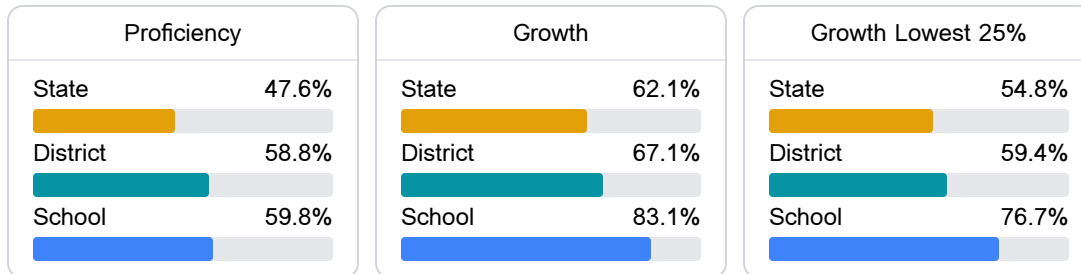 Proficiency
State 47.6%
District 58.8%
School 59.8%
Growth
State 62.1%
District 67.1%
School 83.1%
Growth Lowest 25%
State 54.8%
District 59.4%
School 76.7%